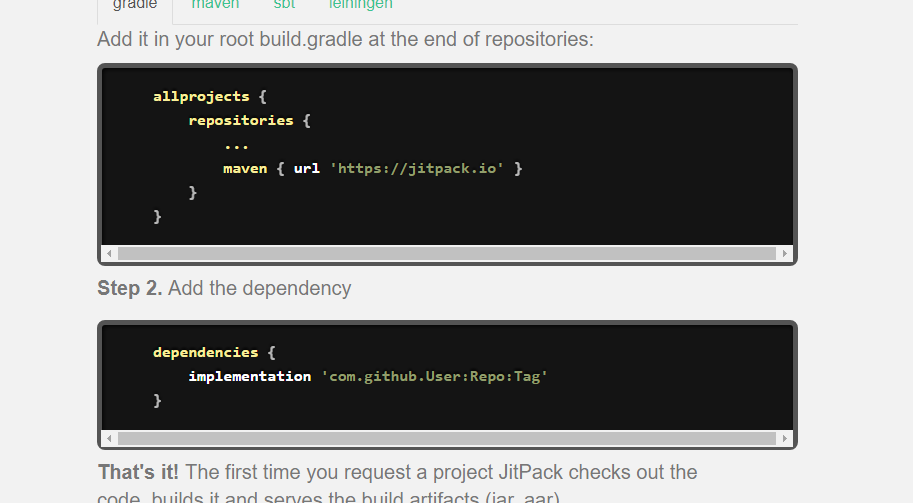 gradle maven sbt leiningen
Add it in your root build.gradle at the end of repositories:
allprojects {
repositories {
...
maven { url 'https://jitpack.io' }
}
}
Step 2. Add the dependency
dependencies {
implementation 'com.github.User:Repo:Tag'
}
That's it! The first time you request a project JitPack checks out the
code, builds it and serves the build artifacts (jar, aar)